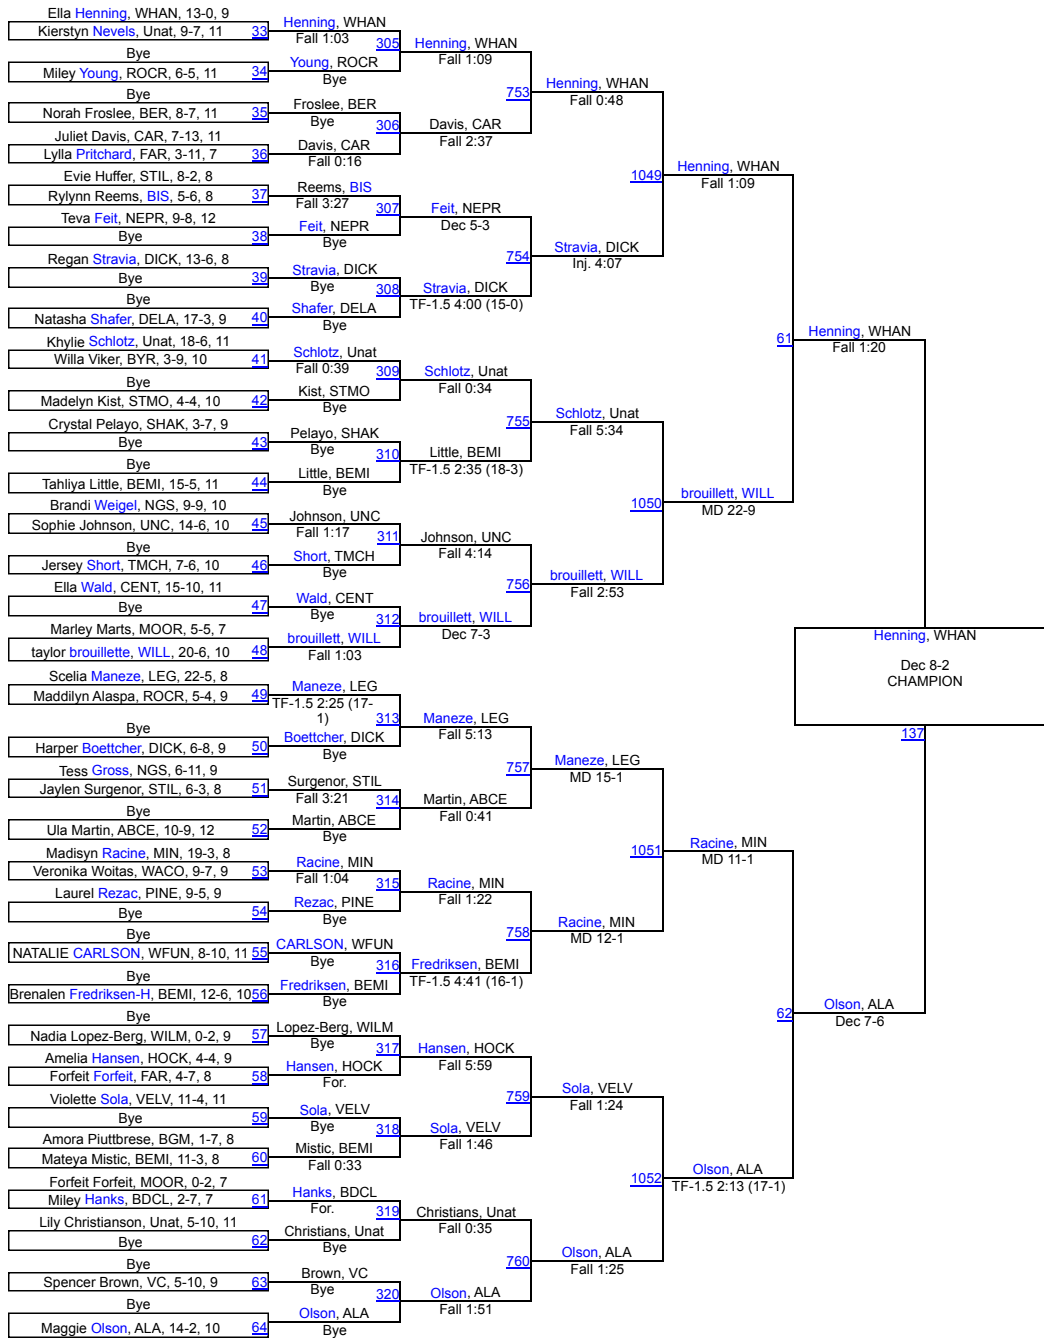 Ella Henning, WHAN, 13-0, 9
Kierstyn Nevels, Unat, 9-7, 11
33
Bye
Miley Young, ROCR, 6-5, 11
34
Bye
Norah Froslee, BER, 8-7, 11
35
Juliet Davis, CAR, 7-13, 11
Lylla Pritchard, FAR, 3-11, 7
36
Evie Huffer, STIL, 8-2, 8
Rylynn Reems, BIS, 5-6, 8
37
Teva Feit, NEPR, 9-8, 12
Bye
38
Regan Stravia, DICK, 13-6, 8
Bye
39
Bye
Natasha Shafer, DELA, 17-3, 9
40
Khylie Schlotz, Unat, 18-6, 11
Willa Viker, BYR, 3-9, 10
41
Bye
Madelyn Kist, STMO, 4-4, 10
42
Crystal Pelayo, SHAK, 3-7, 9
Bye
43
Bye
Tahliya Little, BEMI, 15-5, 11
44
Brandi Weigel, NGS, 9-9, 10
Sophie Johnson, UNC, 14-6, 10
45
Bye
Jersey Short, TMCH, 7-6, 10
46
Ella Wald, CENT, 15-10, 11
Bye
47
Marley Marts, MOOR, 5-5, 7
taylor brouillette, WILL, 20-6, 10
48
Scelia Maneze, LEG, 22-5, 8
Maddilyn Alaspa, ROCR, 5-4, 9
49
Bye
Harper Boettcher, DICK, 6-8, 9
50
Tess Gross, NGS, 6-11, 9
Jaylen Surgenor, STIL, 6-3, 8
51
Bye
Ula Martin, ABCE, 10-9, 12
52
Madisyn Racine, MIN, 19-3, 8
Veronika Woitas, WACO, 9-7, 9
53
Laurel Rezac, PINE, 9-5, 9
Bye
54
Bye
NATALIE CARLSON, WFUN, 8-10, 11
55
Bye
Brenalen Fredriksen-H, BEMI, 12-6, 10
56
Bye
Nadia Lopez-Berg, WILM, 0-2, 9
57
Amelia Hansen, HOCK, 4-4, 9
Forfeit Forfeit, FAR, 4-7, 8
58
Violette Sola, VELV, 11-4, 11
Bye
59
Amora Piuttbrese, BGM, 1-7, 8
Mateya Mistic, BEMI, 11-3, 8
60
Forfeit Forfeit, MOOR, 0-2, 7
Miley Hanks, BDCL, 2-7, 7
61
Lily Christianson, Unat, 5-10, 11
Bye
62
Bye
Spencer Brown, VC, 5-10, 9
63
Bye
Maggie Olson, ALA, 14-2, 10
64
Henning, WHAN
Fall 1:03
305
Young, ROCR
Bye
Froslee, BER
Bye
306
Davis, CAR
Fall 0:16
Reems, BIS
Fall 3:27
307
Feit, NEPR
Bye
Stravia, DICK
Bye
308
Shafer, DELA
Bye
Schlotz, Unat
Fall 0:39
309
Kist, STMO
Bye
Pelayo, SHAK
Bye
310
Little, BEMI
Bye
Johnson, UNC
Fall 1:17
311
Short, TMCH
Bye
Wald, CENT
Bye
312
brouillett, WILL
Fall 1:03
Maneze, LEG
TF-1.5 2:25 (17-
1)
313
Boettcher, DICK
Bye
Surgenor, STIL
Fall 3:21
314
Martin, ABCE
Bye
Racine, MIN
Fall 1:04
315
Rezac, PINE
Bye
CARLSON, WFUN
Bye
316
Fredriksen, BEMI
Bye
Lopez-Berg, WILM
Bye
317
Hansen, HOCK
For.
Sola, VELV
Bye
318
Mistic, BEMI
Fall 0:33
Hanks, BDCL
For.
319
Christians, Unat
Bye
Brown, VC
Bye
320
Olson, ALA
Bye
Henning, WHAN
Fall 1:09
753
Davis, CAR
Fall 2:37
Feit, NEPR
Dec 5-3
754
Stravia, DICK
TF-1.5 4:00 (15-0)
Schlotz, Unat
Fall 0:34
755
Little, BEMI
TF-1.5 2:35 (18-3)
Johnson, UNC
Fall 4:14
756
brouillett, WILL
Dec 7-3
Maneze, LEG
Fall 5:13
757
Martin, ABCE
Fall 0:41
Racine, MIN
Fall 1:22
758
Fredriksen, BEMI
TF-1.5 4:41 (16-1)
Hansen, HOCK
Fall 5:59
759
Sola, VELV
Fall 1:46
Christians, Unat
Fall 0:35
760
Olson, ALA
Fall 1:51
Henning, WHAN
Fall 0:48
1049
Stravia, DICK
Inj. 4:07
Schlotz, Unat
Fall 5:34
1050
brouillett, WILL
Fall 2:53
Maneze, LEG
MD 15-1
1051
Racine, MIN
MD 12-1
Sola, VELV
Fall 1:24
1052
Olson, ALA
Fall 1:25
Henning, WHAN
Fall 1:09
61
brouillett, WILL
MD 22-9
Racine, MIN
MD 11-1
62
Olson, ALA
TF-1.5 2:13 (17-1)
Henning, WHAN
Fall 1:20
Olson, ALA
Dec 7-6
Henning, WHAN
Dec 8-2
CHAMPION
137